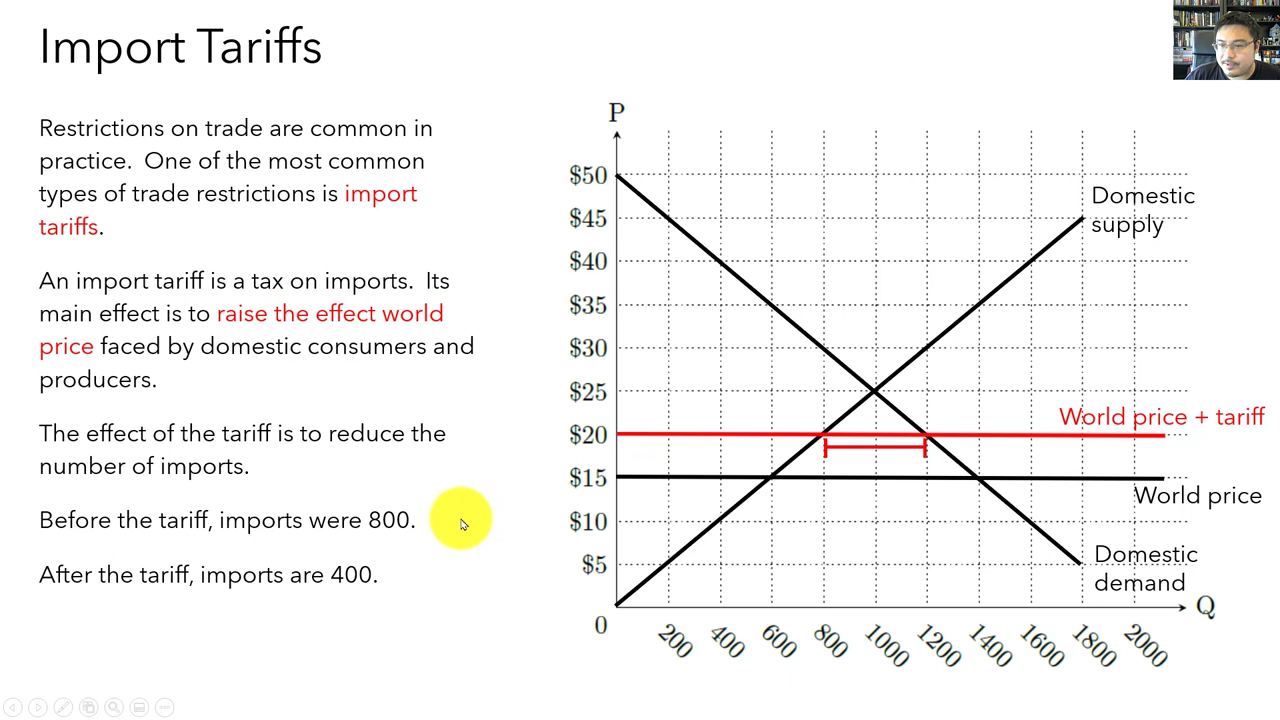 Import Tariffs
Restrictions on trade are common in
practice. One of the most common
types of trade restrictions is import
tariffs.
An import tariff is a tax on imports. Its
main effect is to raise the effect world
price faced by domestic consumers and
producers.
The effect of the tariff is to reduce the
number of imports.
Before the tariff, imports were 800.
After the tariff, imports are 400.
P
$50
$45
$40
$35
$30
$25
$20
$15
$10
$5
0
200
400
600
800
1000
1200
1400
1600
1800
2000
Q
Domestic
supply
World price + tariff
World price
Domestic
demand